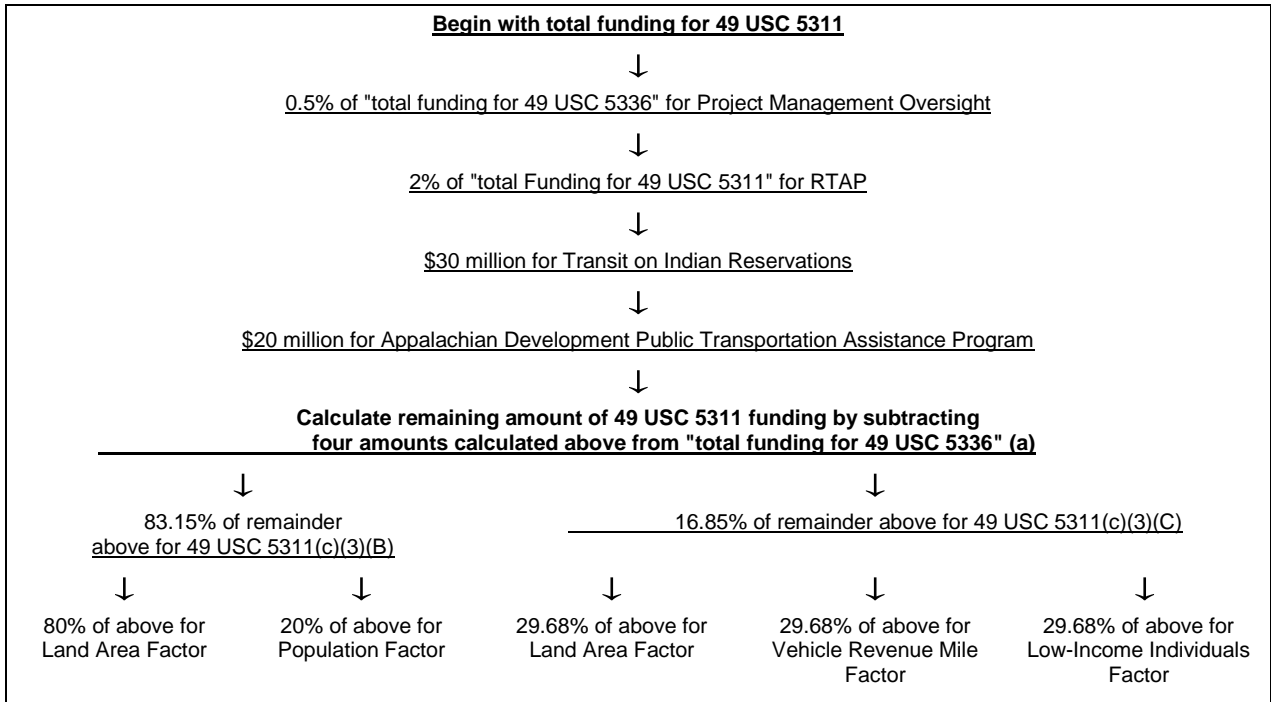 Begin with total funding for 49 USC 5311
↓
0.5% of "total funding for 49 USC 5336" for Project Management Oversight
↓
2% of "total Funding for 49 USC 5311" for RTAP
↓
$30 million for Transit on Indian Reservations
↓
$20 million for Appalachian Development Public Transportation Assistance Program
↓
Calculate remaining amount of 49 USC 5311 funding by subtracting
four amounts calculated above from "total funding for 49 USC 5336" (a)
↓ ↓
83.15% of remainder
above for 49 USC 5311(c)(3)(B)
16.85% of remainder above for 49 USC 5311(c)(3)(C)
↓ ↓ ↓ ↓ ↓
80% of above for
Land Area Factor
20% of above for
Population Factor
29.68% of above for
Land Area Factor
29.68% of above for
Vehicle Revenue Mile
Factor
29.68% of above for
Low-Income Individuals
Factor